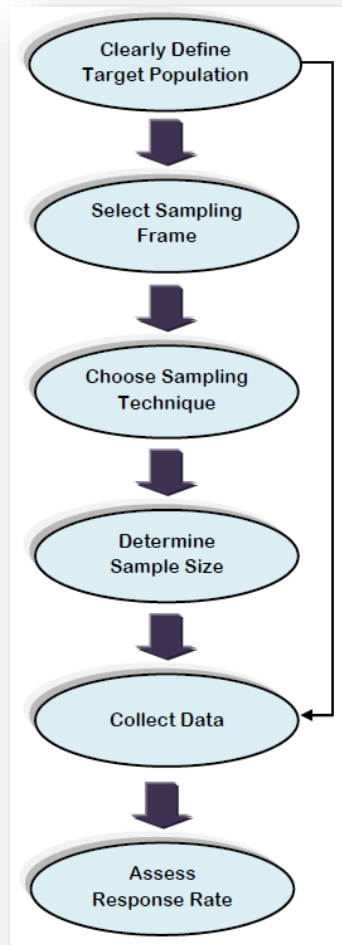 Clearly Define
Target Population
Select Sampling
Frame
Choose Sampling
Technique
Determine
Sample Size
Collect Data
Assess
Response Rate